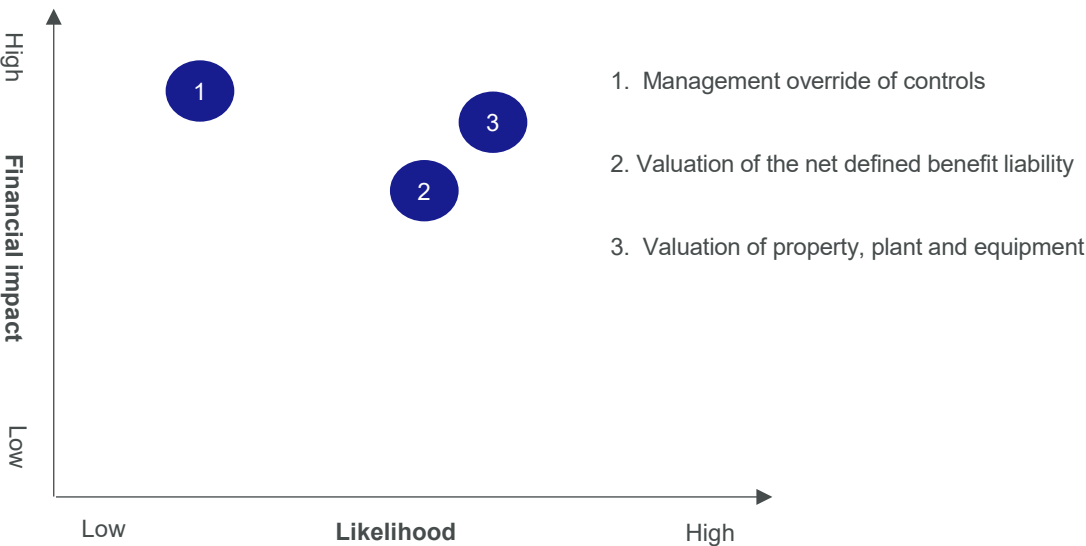 High
Financial impact
Low
1
3
2
1. Management override of controls
2. Valuation of the net defined benefit liability
3. Valuation of property, plant and equipment
Low
Likelihood
High